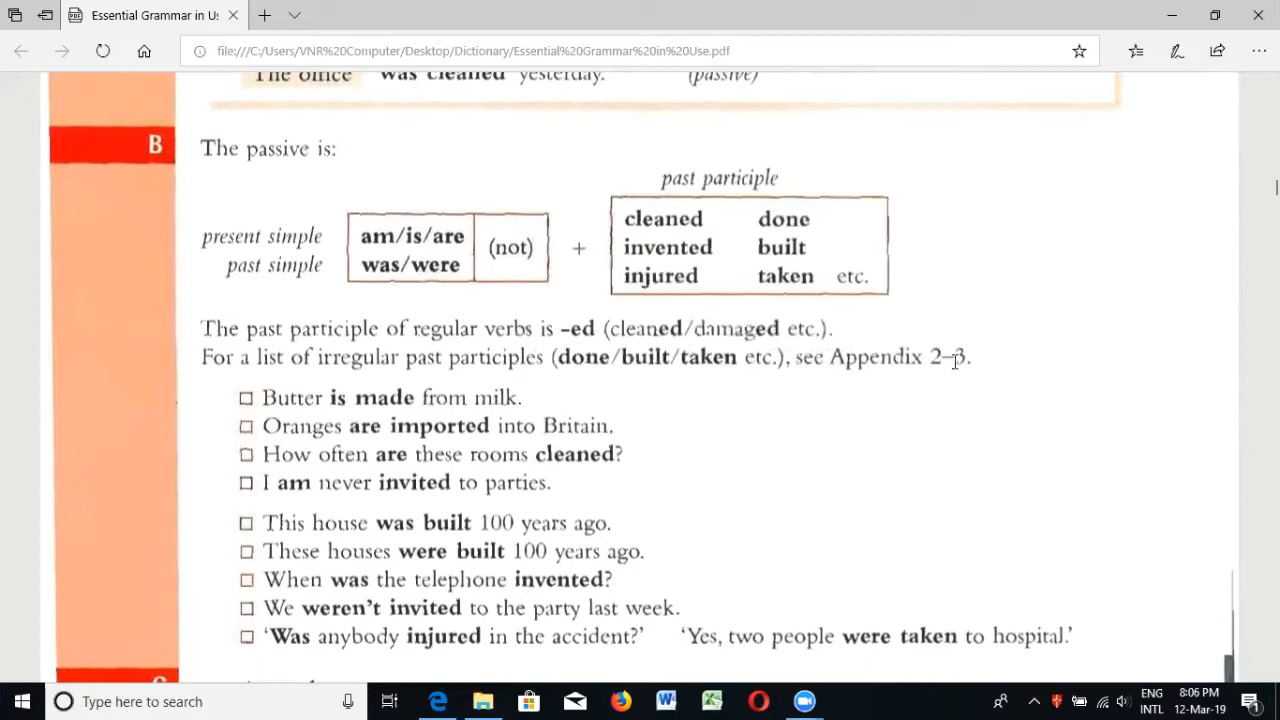 Essential Grammar in Us
file:///C:/Users/VNR%20Computer/Desktop/Dictionary/Essential%20Grammar%20in%20Use.pdf
The office was cleaned yesterday. (passive)
B
The passive is:
past participle
present simple am/is/are (not) + cleaned done
past simple was/were invented built
injured taken etc.
The past participle of regular verbs is -ed (cleaned/damaged etc.).
For a list of irregular past participles (done/built/taken etc.), see Appendix 2–3.
□ Butter is made from milk.
□ Oranges are imported into Britain.
□ How often are these rooms cleaned?
□ I am never invited to parties.
□ This house was built 100 years ago.
□ These houses were built 100 years ago.
□ When was the telephone invented?
□ We weren't invited to the party last week.
□ ‘Was anybody injured in the accident?’ ‘Yes, two people were taken to hospital.’
Type here to search
ENG 8:06 PM
INTL 12-Mar-19
1